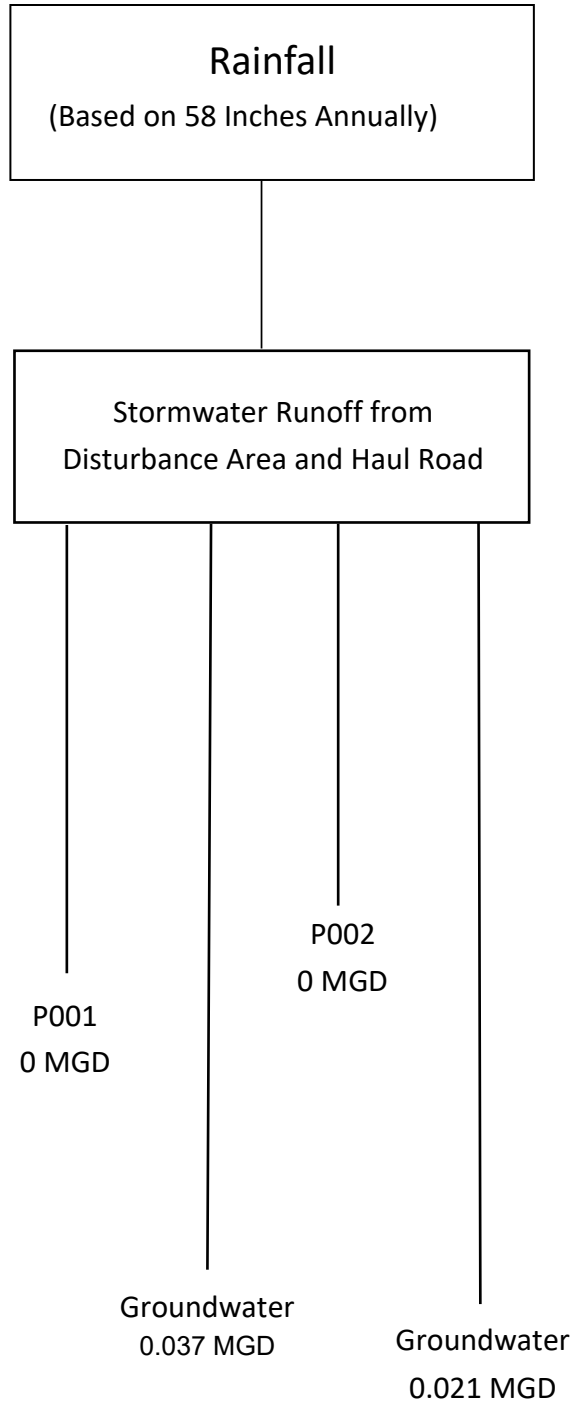 Rainfall
(Based on 58 Inches Annually)
Stormwater Runoff from
Disturbance Area and Haul Road
P001
0 MGD
Groundwater
0.037 MGD
P002
0 MGD
Groundwater
0.021 MGD